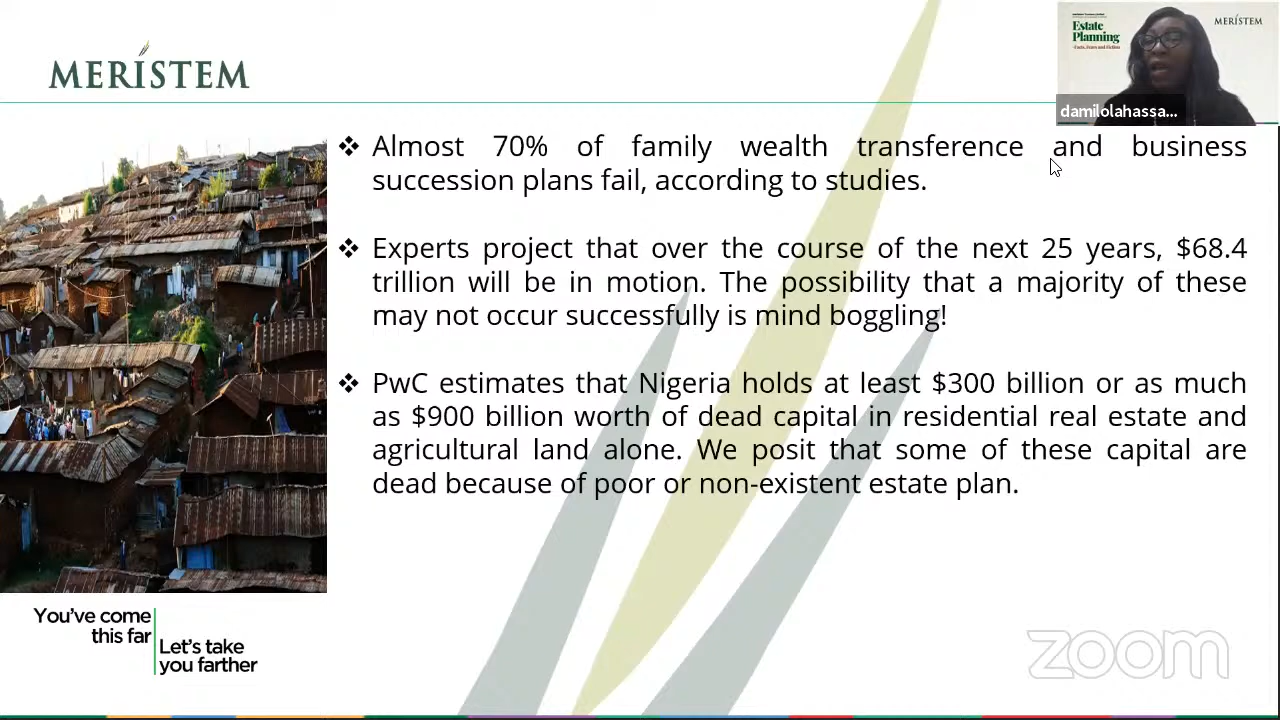 MERÍSTEM
Estate
Planning
MERÍSTEM
damilolahassa...
❖ Almost 70% of family wealth transference and business
succession plans fail, according to studies.
❖ Experts project that over the course of the next 25 years, $68.4
trillion will be in motion. The possibility that a majority of these
may not occur successfully is mind boggling!
❖ PwC estimates that Nigeria holds at least $300 billion or as much
as $900 billion worth of dead capital in residential real estate and
agricultural land alone. We posit that some of these capital are
dead because of poor or non-existent estate plan.
You've come
this far
Let's take
you farther
zoom